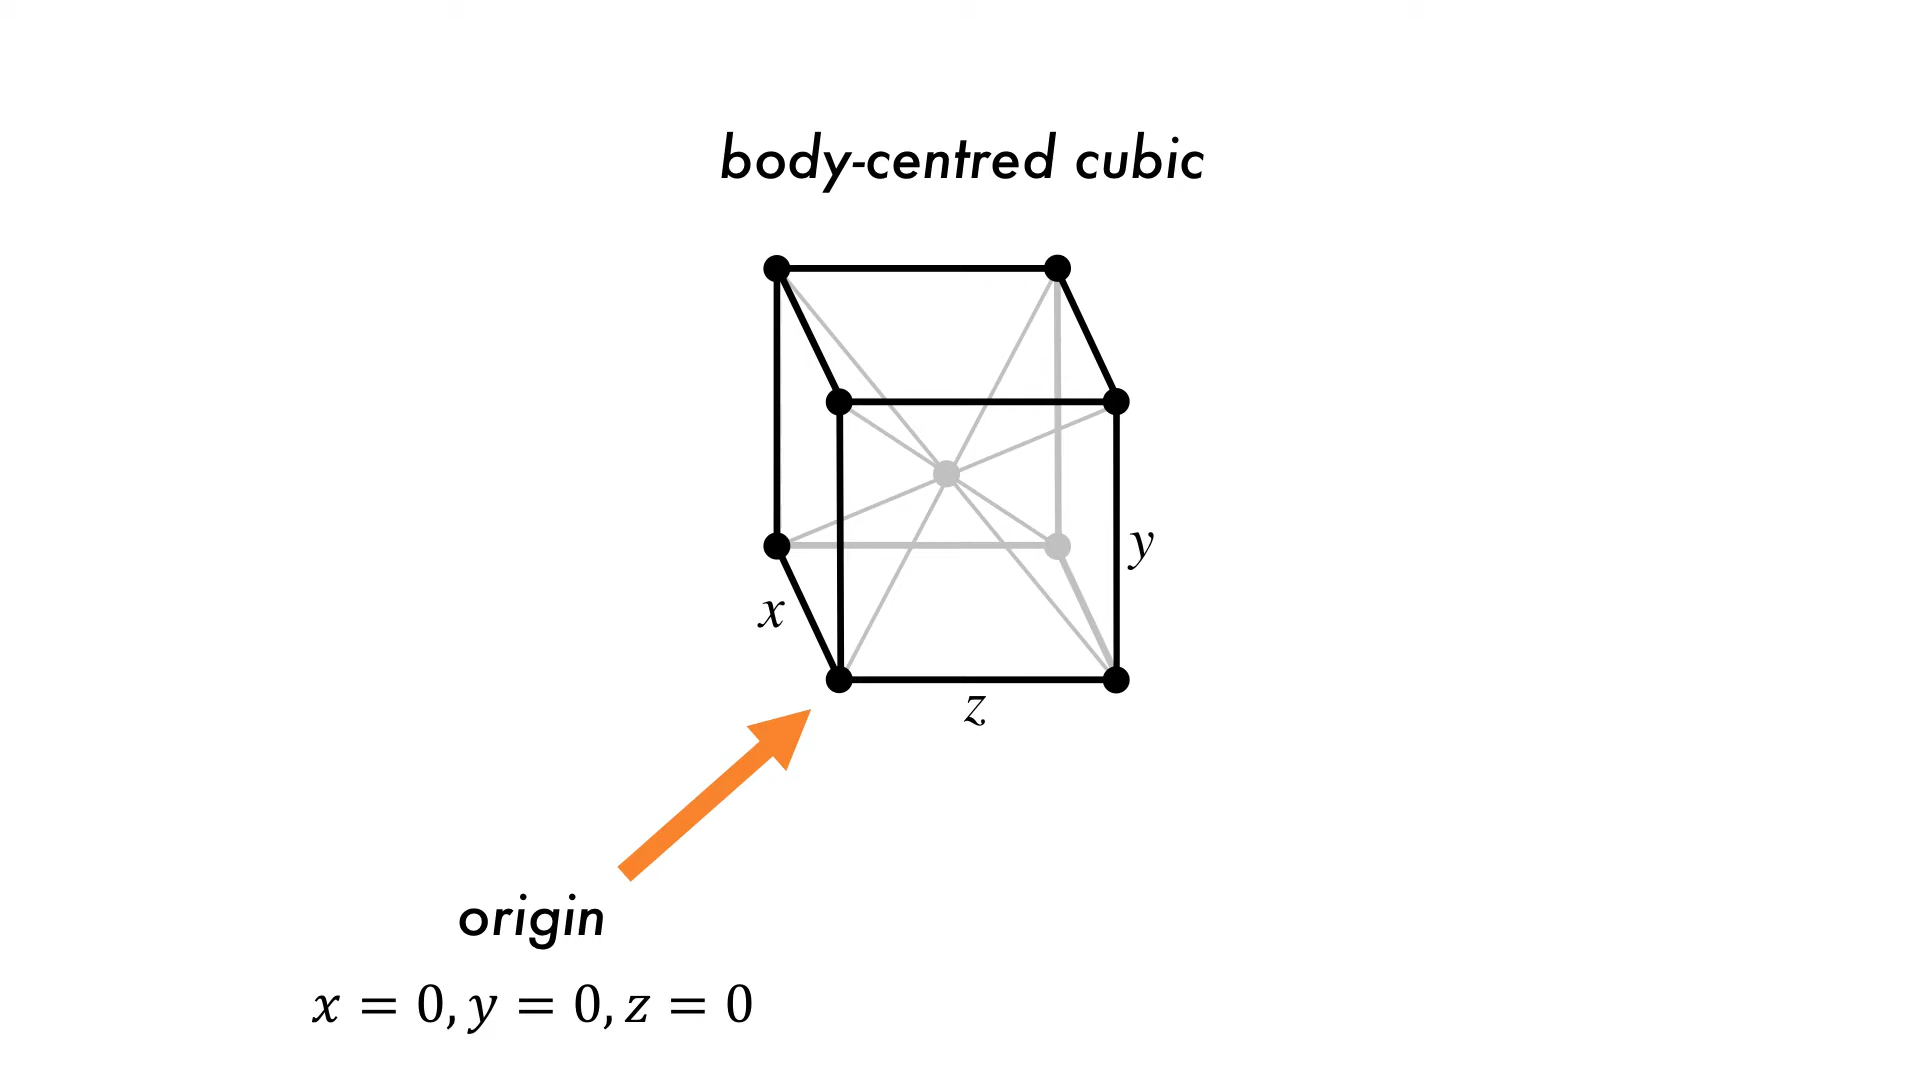 body-centred cubic
y
x
z
origin
x = 0, y = 0, z = 0